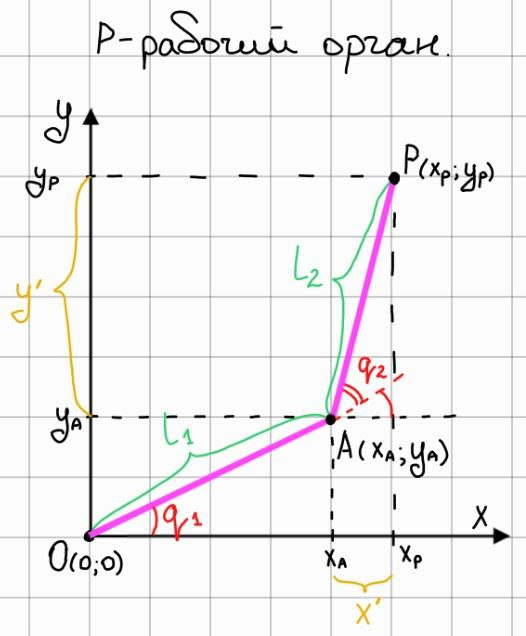 P-рабочий орган.
y
yP
P(xP; yP)
L2
y'
q2
yA
L1
A(xA; yA)
q1
x
O(0;0)
xA
xP
x'